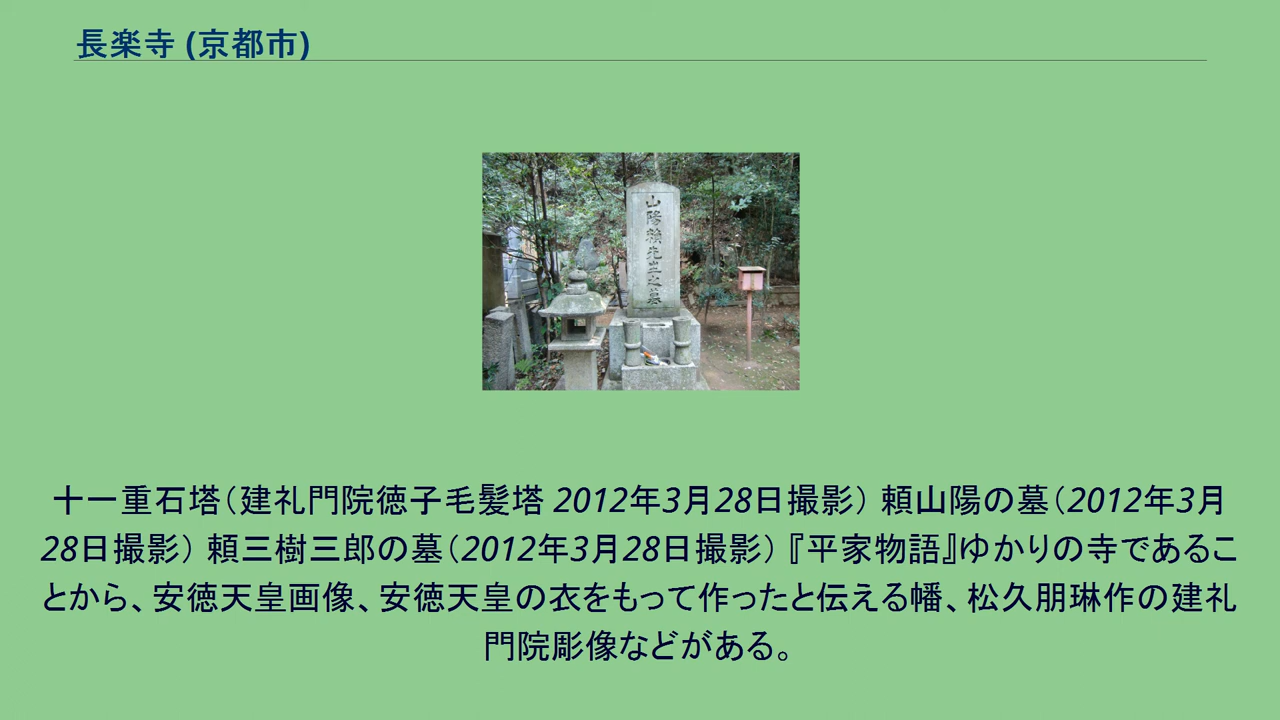 長楽寺 (京都市)
山陽頼先生之墓
十一重石塔（建礼門院徳子毛髪塔 2012年3月28日撮影） 頼山陽の墓（2012年3月
28日撮影） 頼三樹三郎の墓（2012年3月28日撮影） 『平家物語』ゆかりの寺であるこ
とから、安徳天皇画像、安徳天皇の衣をもって作ったと伝える幡、松久朋琳作の建礼
門院彫像などがある。